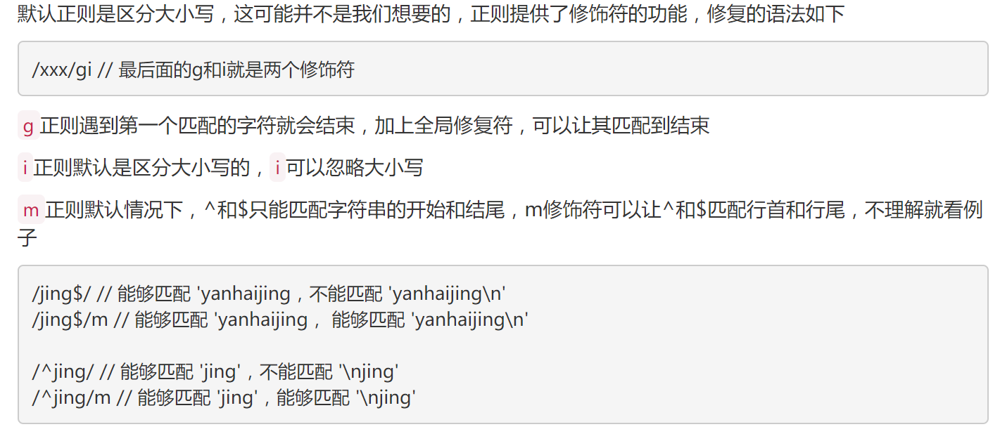 默认正则是区分大小写，这可能并不是我们想要的，正则提供了修饰符的功能，修复的语法如下
/xxx/gi // 最后面的g和i就是两个修饰符
g正则遇到第一个匹配的字符就会结束，加上全局修复符，可以让其匹配到结束
i正则默认是区分大小写的，i可以忽略大小写
m正则默认情况下，^和$只能匹配字符串的开始和结尾，m修饰符可以让^和$匹配行首和行尾，不理解就看例
子
/jing$/ // 能够匹配 'yanhaijing，不能匹配 'yanhaijing\n'
/jing$/m // 能够匹配 'yanhaijing， 能够匹配 'yanhaijing\n'
/^jing/ // 能够匹配 'jing'，不能匹配 '\njing'
/^jing/m // 能够匹配 'jing'，能够匹配 '\njing'